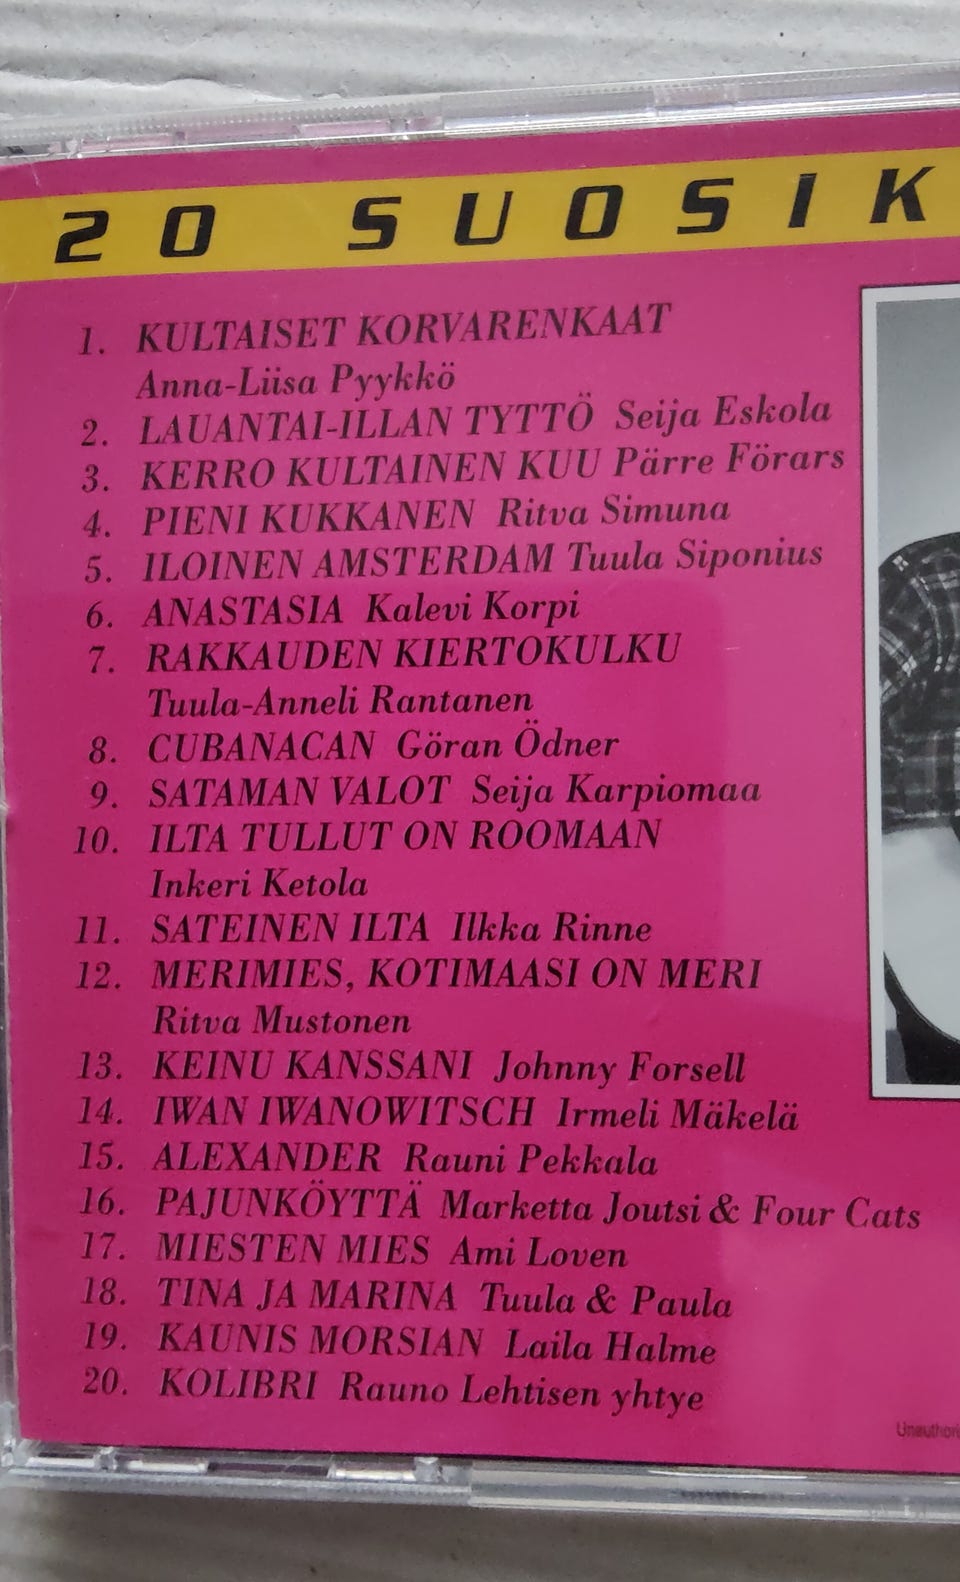 20 SUOSIK
1. KULTAISET KORVARENKAAT
Anna-Liisa Pyykkö
2. LAUANTAI-ILLAN TYTTÖ Seija Eskola
3. KERRO KULTAINEN KUU Pärre Förars
4. PIENI KUKKANEN Ritva Simuna
5. ILOINEN AMSTERDAM Tuula Siponius
6. ANASTASIA Kalevi Korpi
7. RAKKAUDEN KIERTOKULKU
Tuula-Anneli Rantanen
8. CUBANACAN Göran Ödner
9. SATAMAN VALOT Seija Karpiomaa
10. ILTA TULLUT ON ROOMAAN
Inkeri Ketola
11. SATEINEN ILTA Ilkka Rinne
12. MERIMIES, KOTIMAASI ON MERI
Ritva Mustonen
13. KEINU KANSSANI Johnny Forsell
14. IWAN IWANOWITSCH Irmeli Mäkelä
15. ALEXANDER Rauni Pekkala
16. PAJUNKÖYTTÄ Marketta Joutsi & Four Cats
17. MIESTEN MIES Ami Loven
18. TINA JA MARINA Tuula & Paula
19. KAUNIS MORSIAN Laila Halme
20. KOLIBRI Rauno Lehtisen yhtye
Unauthori